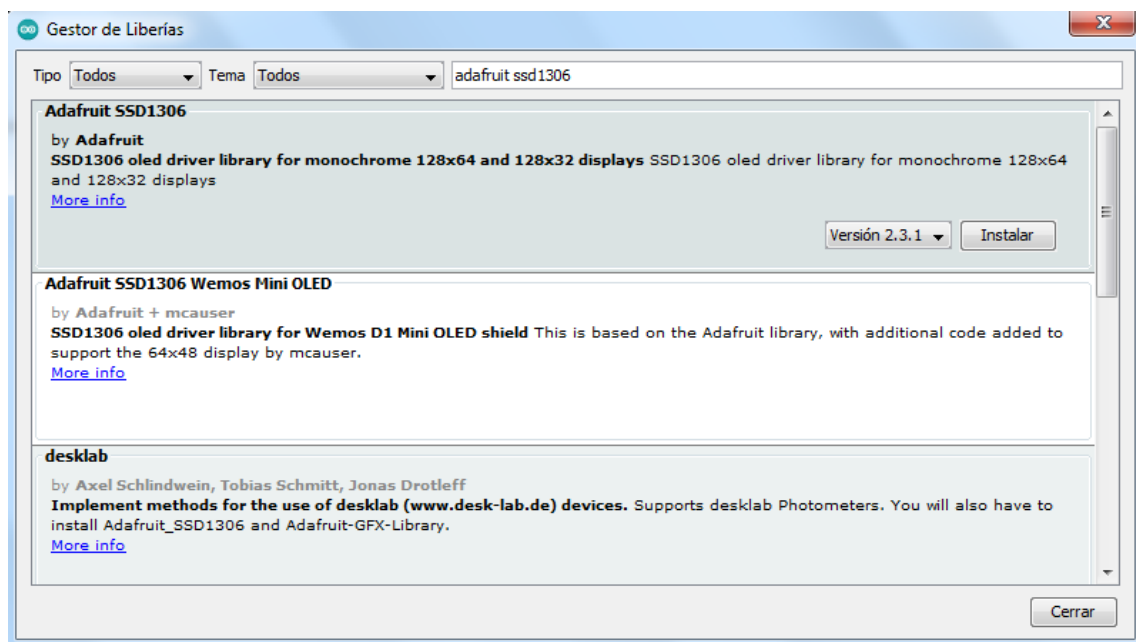 Gestor de Liberías
Tipo Todos Tema Todos adafruit ssd1306
Adafruit SSD1306
by Adafruit
SSD1306 oled driver library for monochrome 128x64 and 128x32 displays SSD1306 oled driver library for monochrome 128x64
and 128x32 displays
More info
Versión 2.3.1 Instalar
Adafruit SSD1306 Wemos Mini OLED
by Adafruit + mcauser
SSD1306 oled driver library for Wemos D1 Mini OLED shield This is based on the Adafruit library, with additional code added to
support the 64x48 display by mcauser.
More info
desklab
by Axel Schlindwein, Tobias Schmitt, Jonas Drotleff
Implement methods for the use of desklab (www.desk-lab.de) devices. Supports desklab Photometers. You will also have to
install Adafruit_SSD1306 and Adafruit-GFX-Library.
More info
Cerrar